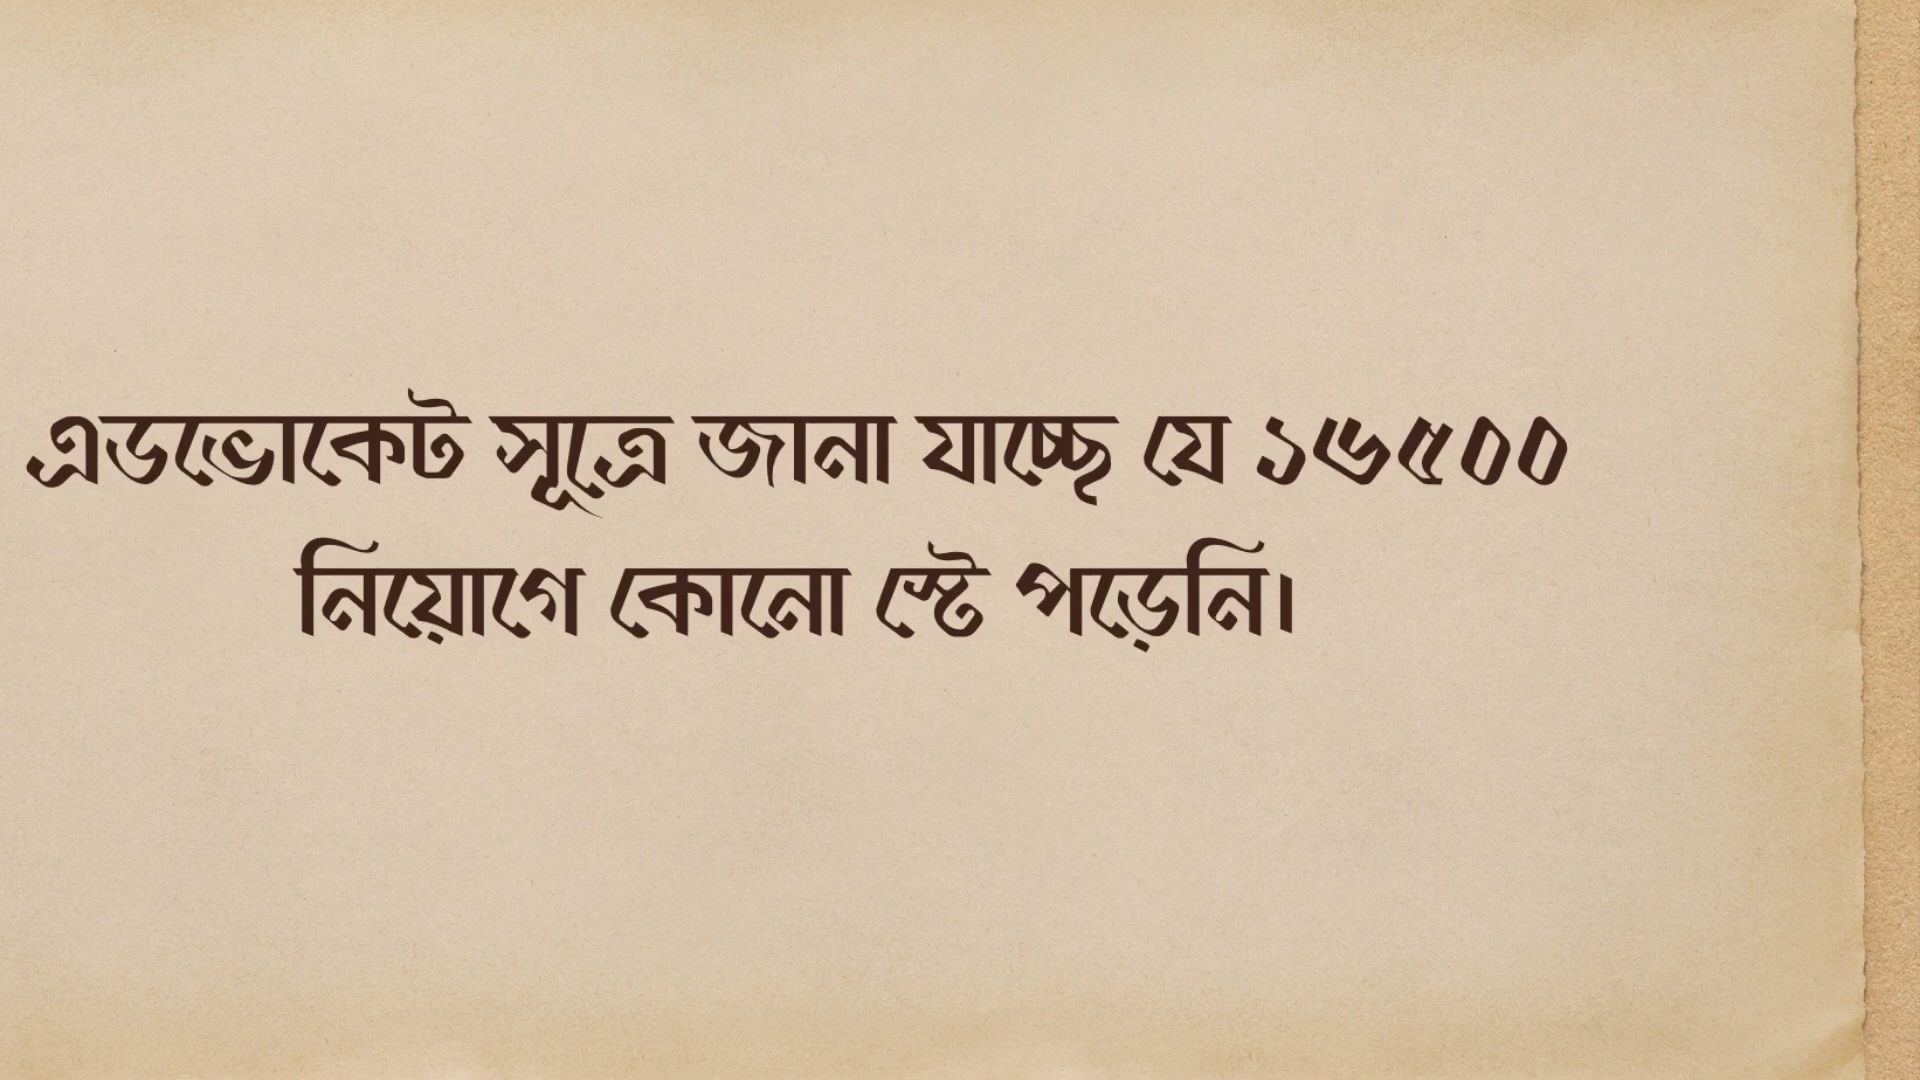 এডভোকেট সূত্রে জানা যাচ্ছে যে ১৬৫০০
নিয়োগে কোনো স্টে পড়েনি।